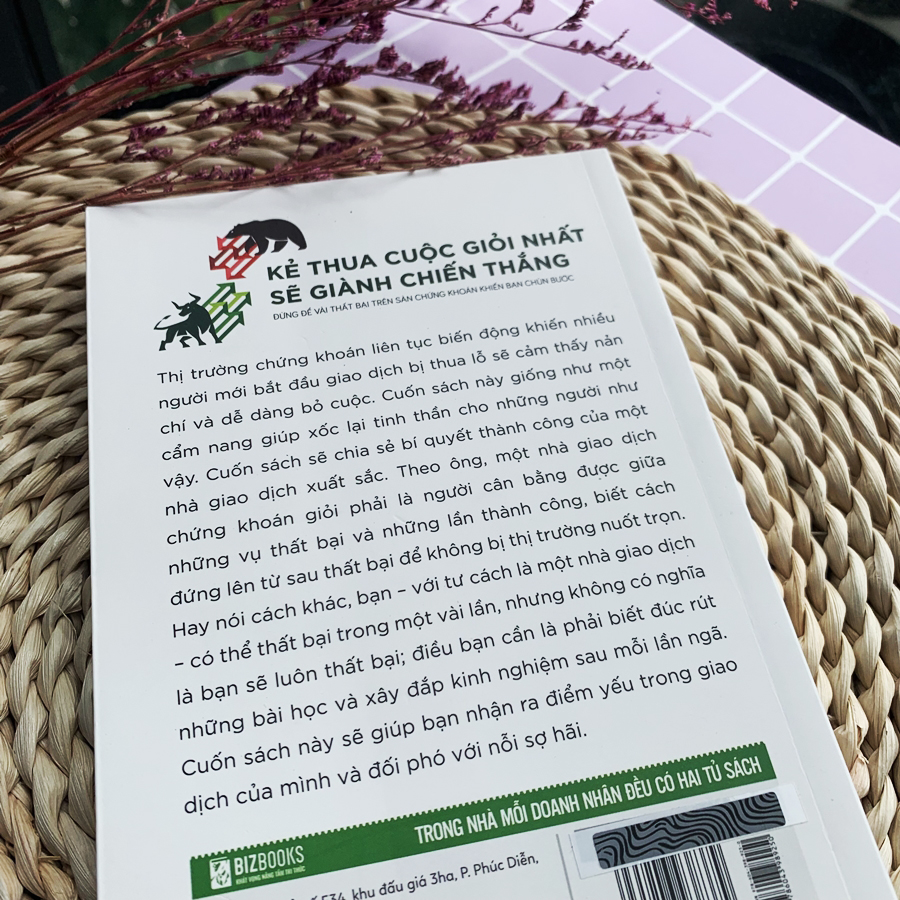 KẺ THUA CUỘC GIỎI NHẤT
SẼ GIÀNH CHIẾN THẮNG
ĐỪNG ĐỂ VÀI THẤT BẠI TRÊN SÀN CHỨNG KHOÁN KHIẾN BẠN CHÙN BƯỚC
Thị trường chứng khoán liên tục biến động khiến nhiều
người mới bắt đầu giao dịch bị thua lỗ sẽ cảm thấy nản
chí và dễ dàng bỏ cuộc. Cuốn sách này giống như một
cẩm nang giúp xốc lại tinh thần cho những người như
vậy. Cuốn sách sẽ chia sẻ bí quyết thành công của một
nhà giao dịch xuất sắc. Theo ông, một nhà giao dịch
chứng khoán giỏi phải là người cân bằng được giữa
những vụ thất bại và những lần thành công, biết cách
đứng lên từ sau thất bại để không bị thị trường nuốt trọn.
Hay nói cách khác, bạn – với tư cách là một nhà giao dịch
– có thể thất bại trong một vài lần, nhưng không có nghĩa
là bạn sẽ luôn thất bại; điều bạn cần là phải biết đúc rút
những bài học và xây đắp kinh nghiệm sau mỗi lần ngã.
Cuốn sách này sẽ giúp bạn nhận ra điểm yếu trong giao
dịch của mình và đối phó với nỗi sợ hãi.
TRONG NHÀ MỖI DOANH NHÂN ĐỀU CÓ HAI TỦ SÁCH
BIZBOOKS
KHÁT VỌNG NÂNG TẦM TRI THỨC
khu đấu giá 3ha, P. Phúc Diễn,